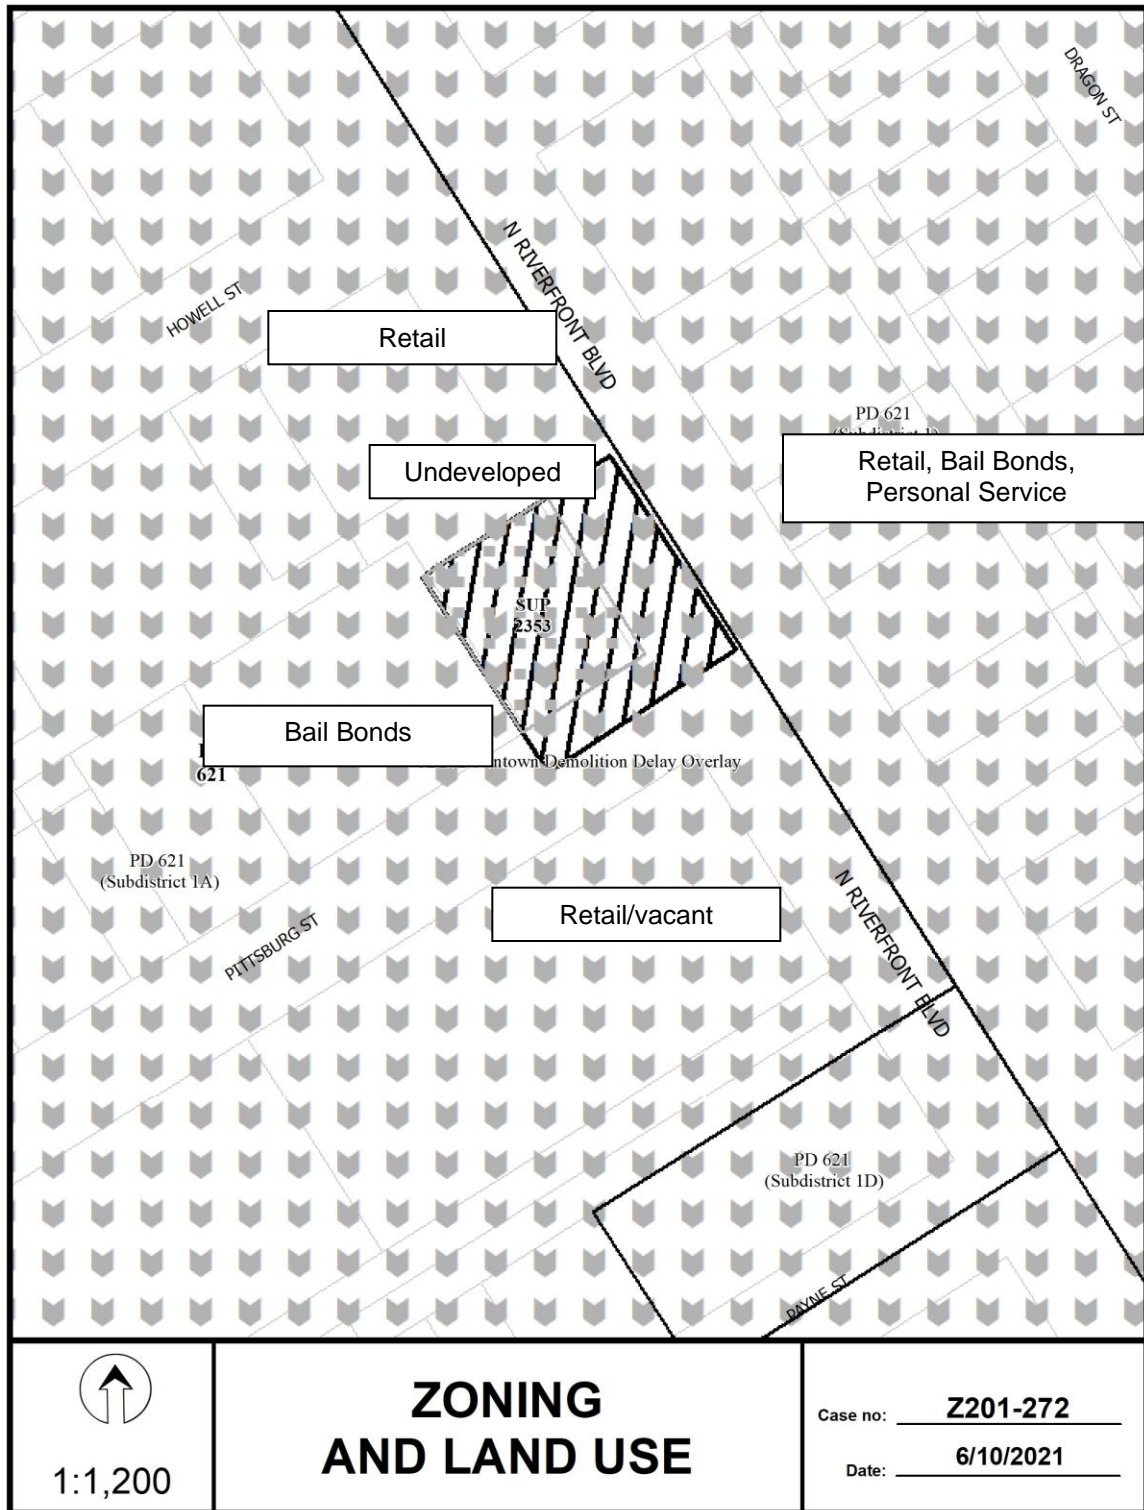 DRAGON ST
N RIVERFRONT BLVD
HOWELL ST
Retail
PD 621
(Subdistrict 1)
Retail, Bail Bonds,
Personal Service
Undeveloped
SUP
2353
Bail Bonds
621
ntown Demolition Delay Overlay
PD 621
(Subdistrict 1A)
Retail/vacant
N RIVERFRONT BLVD
PITTSBURG ST
PD 621
(Subdistrict 1D)
PAYNE ST
1:1,200
ZONING
AND LAND USE
Case no: Z201-272
Date: 6/10/2021